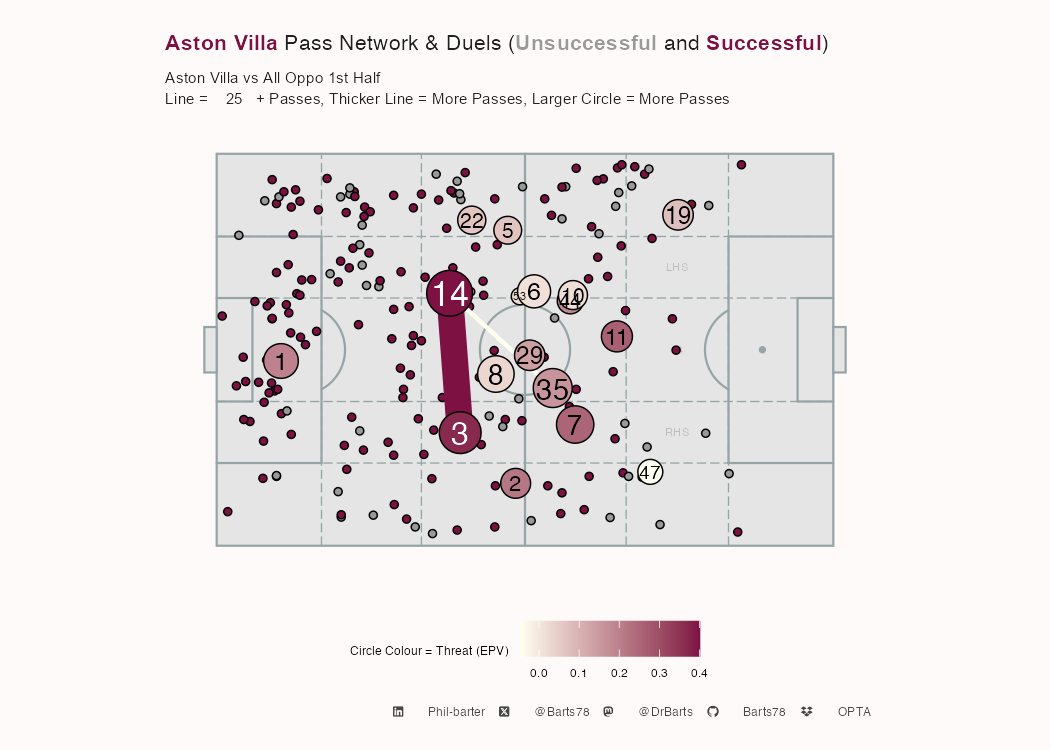 Aston Villa Pass Network & Duels (Unsuccessful and Successful)
Aston Villa vs All Oppo 1st Half
Line = 25 + Passes, Thicker Line = More Passes, Larger Circle = More Passes
19
22
5
LHS
14
53
6
10
44
11
29
1
8
35
7
3
RHS
47
2
Circle Colour = Threat (EPV)
0.0 0.1 0.2 0.3 0.4
Phil-barter @Barts78 @DrBarts Barts78 OPTA